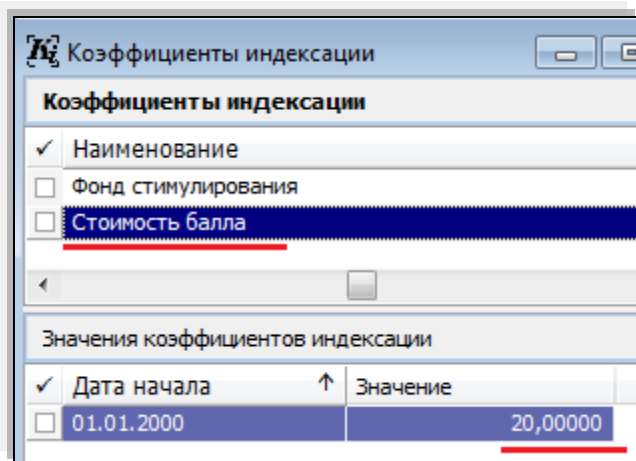 Ki Коэффициенты индексации
Коэффициенты индексации
✓ Наименование
Фонд стимулирования
Стоимость балла
Значения коэффициентов индексации
✓ Дата начала ↑ Значение
01.01.2000 20,00000